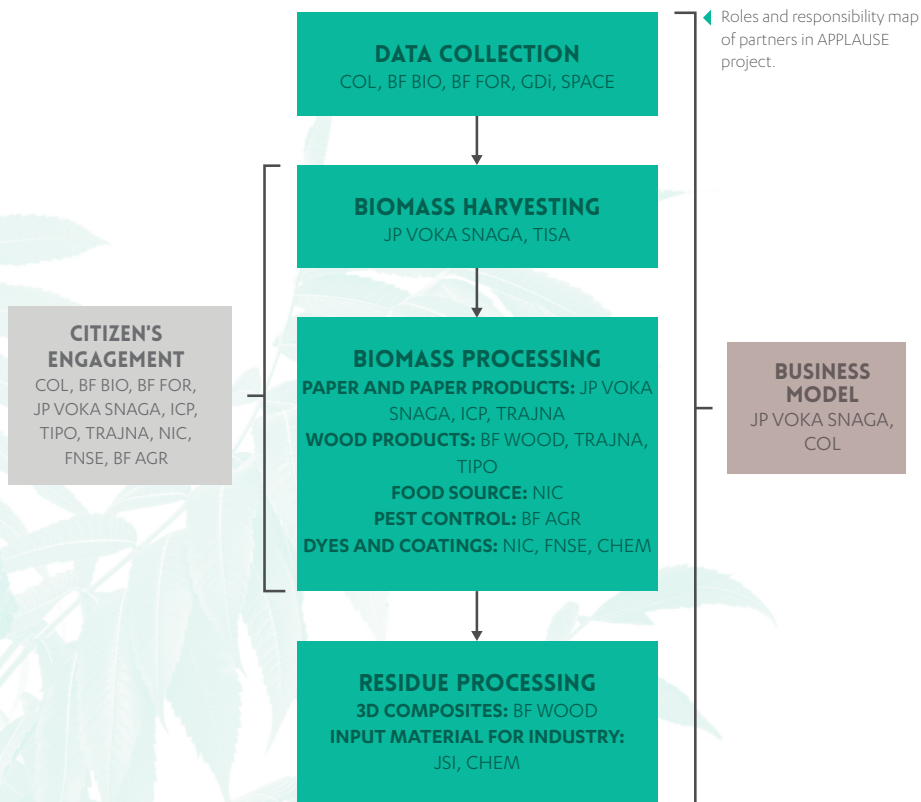 Roles and responsibility map
of partners in APPLAUSE
project.
DATA COLLECTION
COL, BF BIO, BF FOR, GDi, SPACE
BIOMASS HARVESTING
JP VOKA SNAGA, TISA
CITIZEN'S
ENGAGEMENT
COL, BF BIO, BF FOR,
JP VOKA SNAGA, ICP,
TIPO, TRAJNA, NIC,
FNSE, BF AGR
BIOMASS PROCESSING
PAPER AND PAPER PRODUCTS: JP VOKA
SNAGA, ICP, TRAJNA
WOOD PRODUCTS: BF WOOD, TRAJNA,
TIPO
FOOD SOURCE: NIC
PEST CONTROL: BF AGR
DYES AND COATINGS: NIC, FNSE, CHEM
BUSINESS
MODEL
JP VOKA SNAGA,
COL
RESIDUE PROCESSING
3D COMPOSITES: BF WOOD
INPUT MATERIAL FOR INDUSTRY:
JSI, CHEM